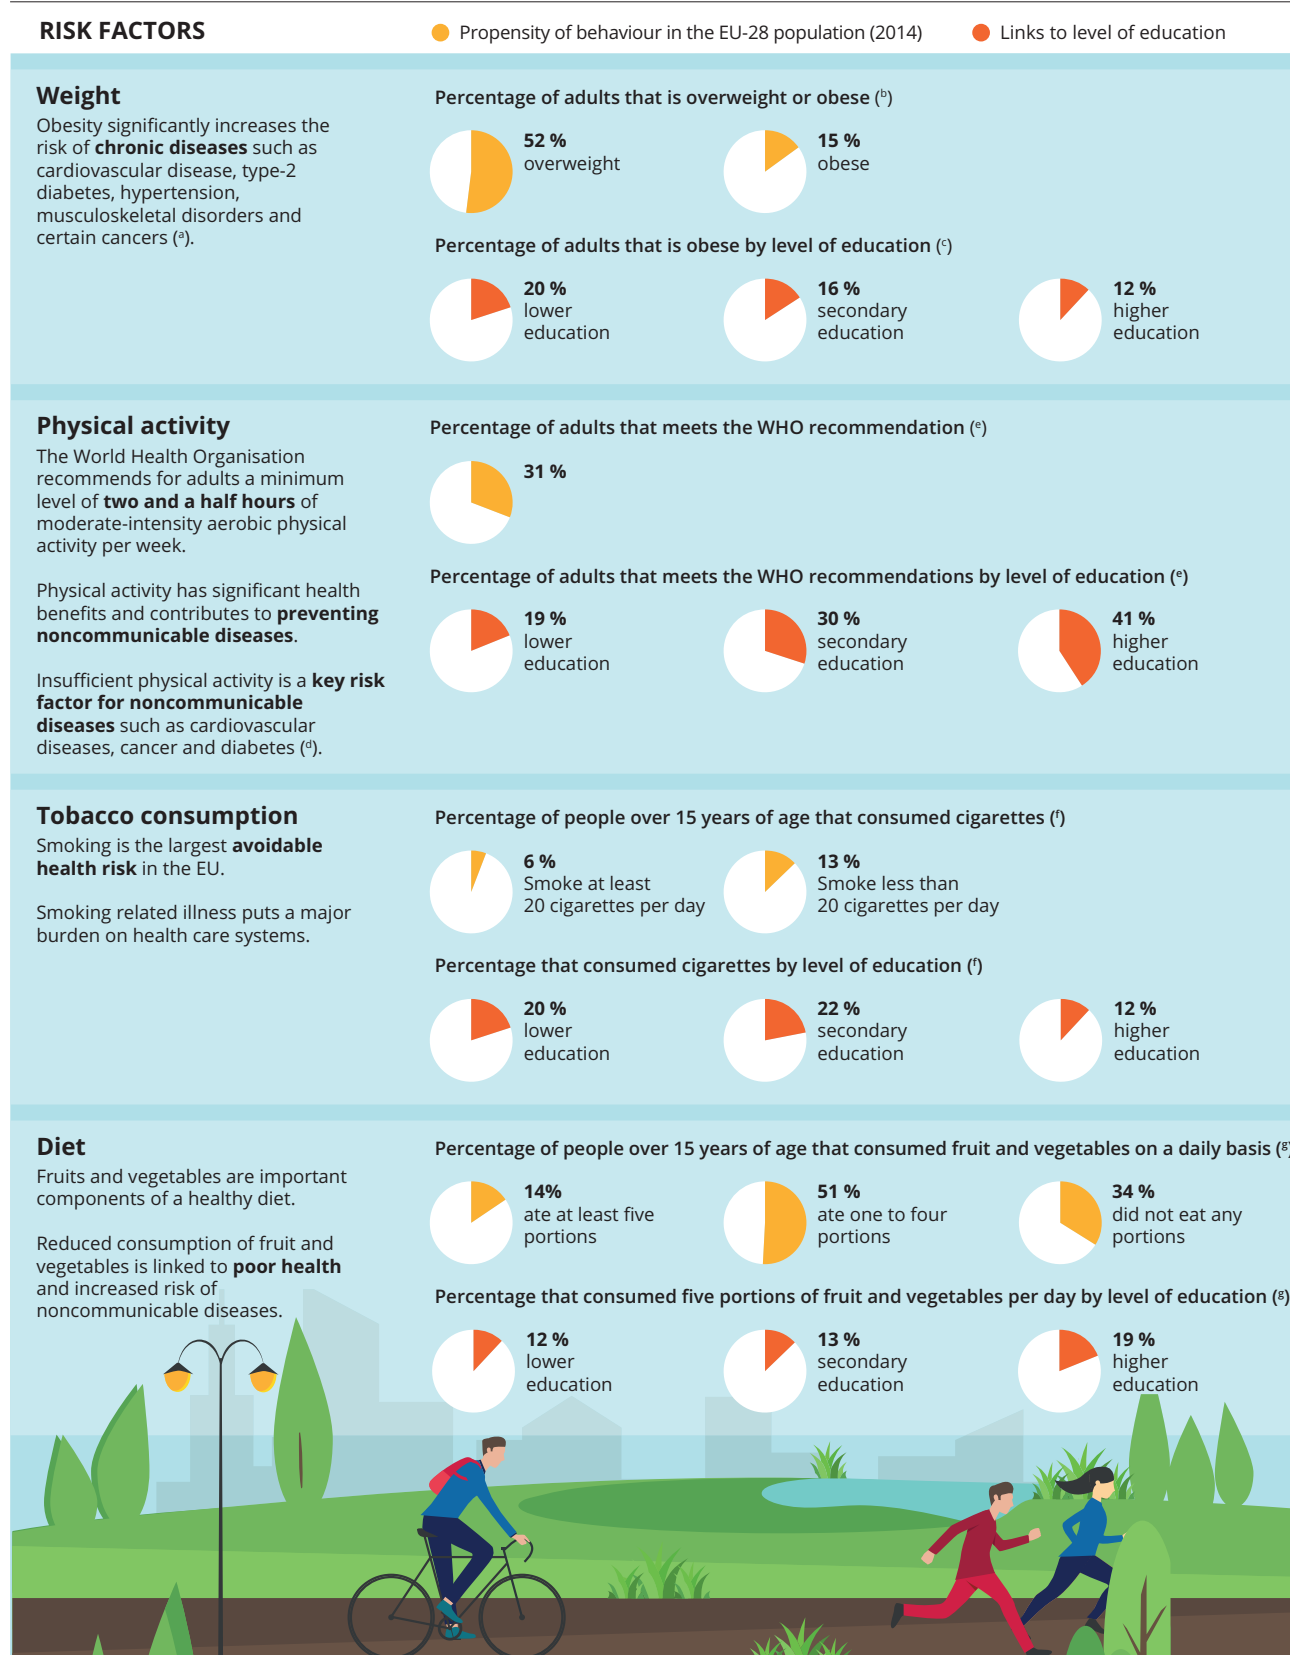 RISK FACTORS
Propensity of behaviour in the EU-28 population (2014)
Links to level of education
Weight
Obesity significantly increases the
risk of chronic diseases such as
cardiovascular disease, type-2
diabetes, hypertension,
musculoskeletal disorders and
certain cancers (a).
Percentage of adults that is overweight or obese (b)
52 %
overweight
15 %
obese
Percentage of adults that is obese by level of education (c)
20 %
lower
education
16 %
secondary
education
12 %
higher
education
Physical activity
The World Health Organisation
recommends for adults a minimum
level of two and a half hours of
moderate-intensity aerobic physical
activity per week.
Physical activity has significant health
benefits and contributes to preventing
noncommunicable diseases.
Insufficient physical activity is a key risk
factor for noncommunicable
diseases such as cardiovascular
diseases, cancer and diabetes (d).
Percentage of adults that meets the WHO recommendation (e)
31 %
Percentage of adults that meets the WHO recommendations by level of education (e)
19 %
lower
education
30 %
secondary
education
41 %
higher
education
Tobacco consumption
Smoking is the largest avoidable
health risk in the EU.
Smoking related illness puts a major
burden on health care systems.
Percentage of people over 15 years of age that consumed cigarettes (f)
6 %
Smoke at least
20 cigarettes per day
13 %
Smoke less than
20 cigarettes per day
Percentage that consumed cigarettes by level of education (f)
20 %
lower
education
22 %
secondary
education
12 %
higher
education
Diet
Fruits and vegetables are important
components of a healthy diet.
Reduced consumption of fruit and
vegetables is linked to poor health
and increased risk of
noncommunicable diseases.
Percentage of people over 15 years of age that consumed fruit and vegetables on a daily basis (g)
14%
ate at least five
portions
51 %
ate one to four
portions
34 %
did not eat any
portions
Percentage that consumed five portions of fruit and vegetables per day by level of education (g)
12 %
lower
education
13 %
secondary
education
19 %
higher
education